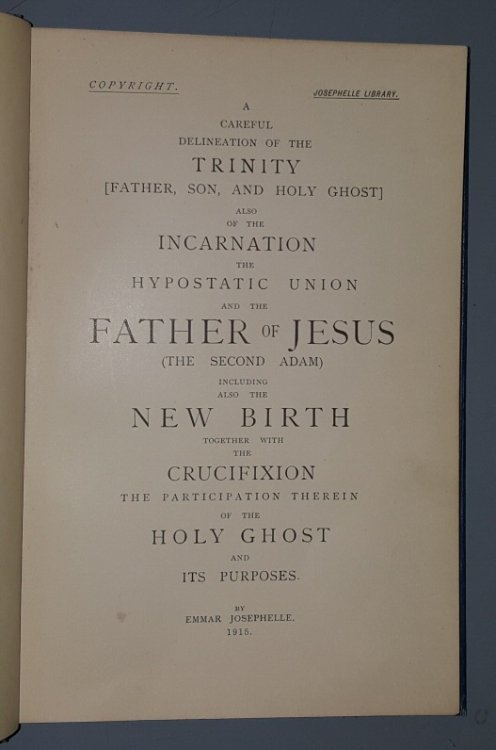 COPYRIGHT.
JOSEPHELLE LIBRARY.
A
CAREFUL
DELINEATION OF THE
TRINITY
[FATHER, SON, AND HOLY GHOST]
ALSO
OF THE
INCARNATION
THE
HYPOSTATIC UNION
AND THE
FATHER OF JESUS
(THE SECOND ADAM)
INCLUDING
ALSO THE
NEW BIRTH
TOGETHER WITH
THE
CRUCIFIXION
THE PARTICIPATION THEREIN
OF THE
HOLY GHOST
AND
ITS PURPOSES.
BY
EMMAR JOSEPHELLE.
1915.